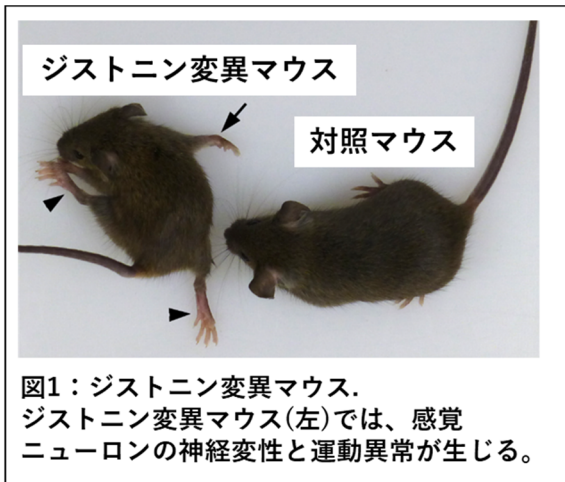 ジストニン変異マウス
対照マウス
図1：ジストニン変異マウス.
ジストニン変異マウス(左)では、感覚
ニューロンの神経変性と運動異常が生じる。